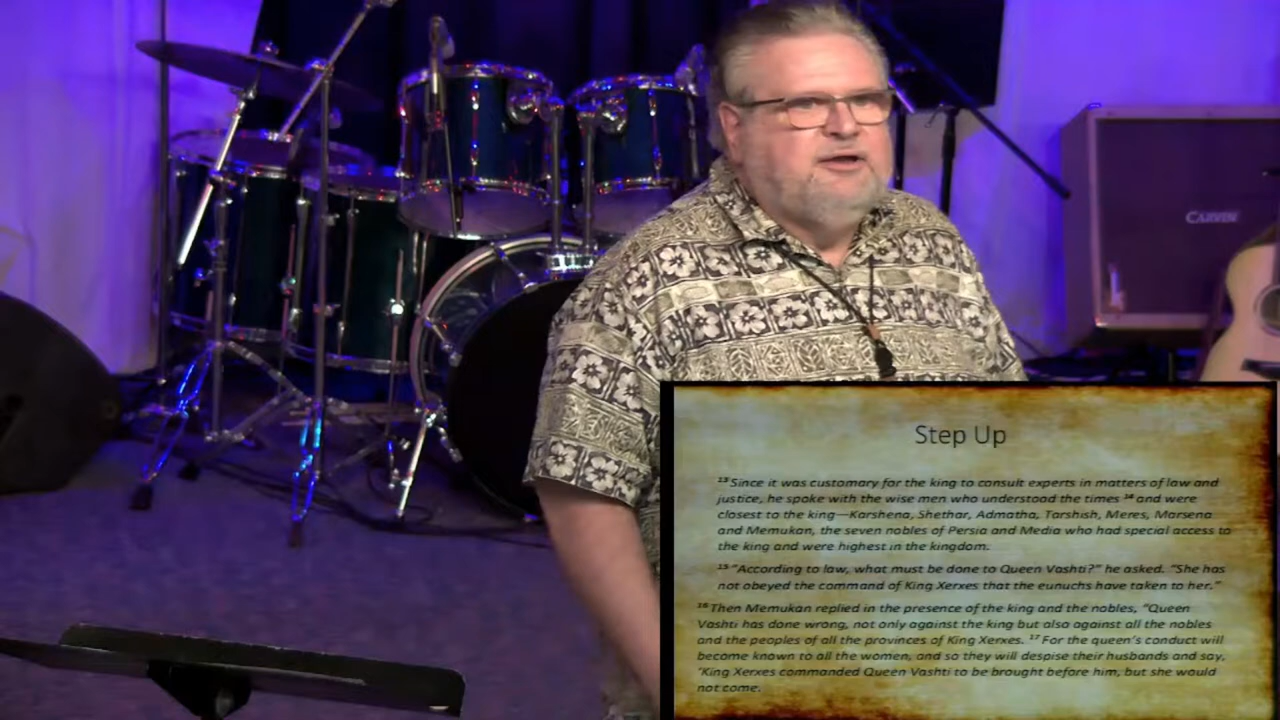 CARVIN
Step Up
13 Since it was customary for the king to consult experts in matters of law and
justice, he spoke with the wise men who understood the times 14 and were
closest to the king—Karshena, Shethar, Admatha, Tarshish, Meres, Marsena
and Memukan, the seven nobles of Persia and Media who had special access to
the king and were highest in the kingdom.
15 “According to law, what must be done to Queen Vashti?” he asked. “She has
not obeyed the command of King Xerxes that the eunuchs have taken to her.”
16 Then Memukan replied in the presence of the king and the nobles, “Queen
Vashti has done wrong, not only against the king but also against all the nobles
and the peoples of all the provinces of King Xerxes. 17 For the queen’s conduct will
become known to all the women, and so they will despise their husbands and say,
‘King Xerxes commanded Queen Vashti to be brought before him, but she would
not come.